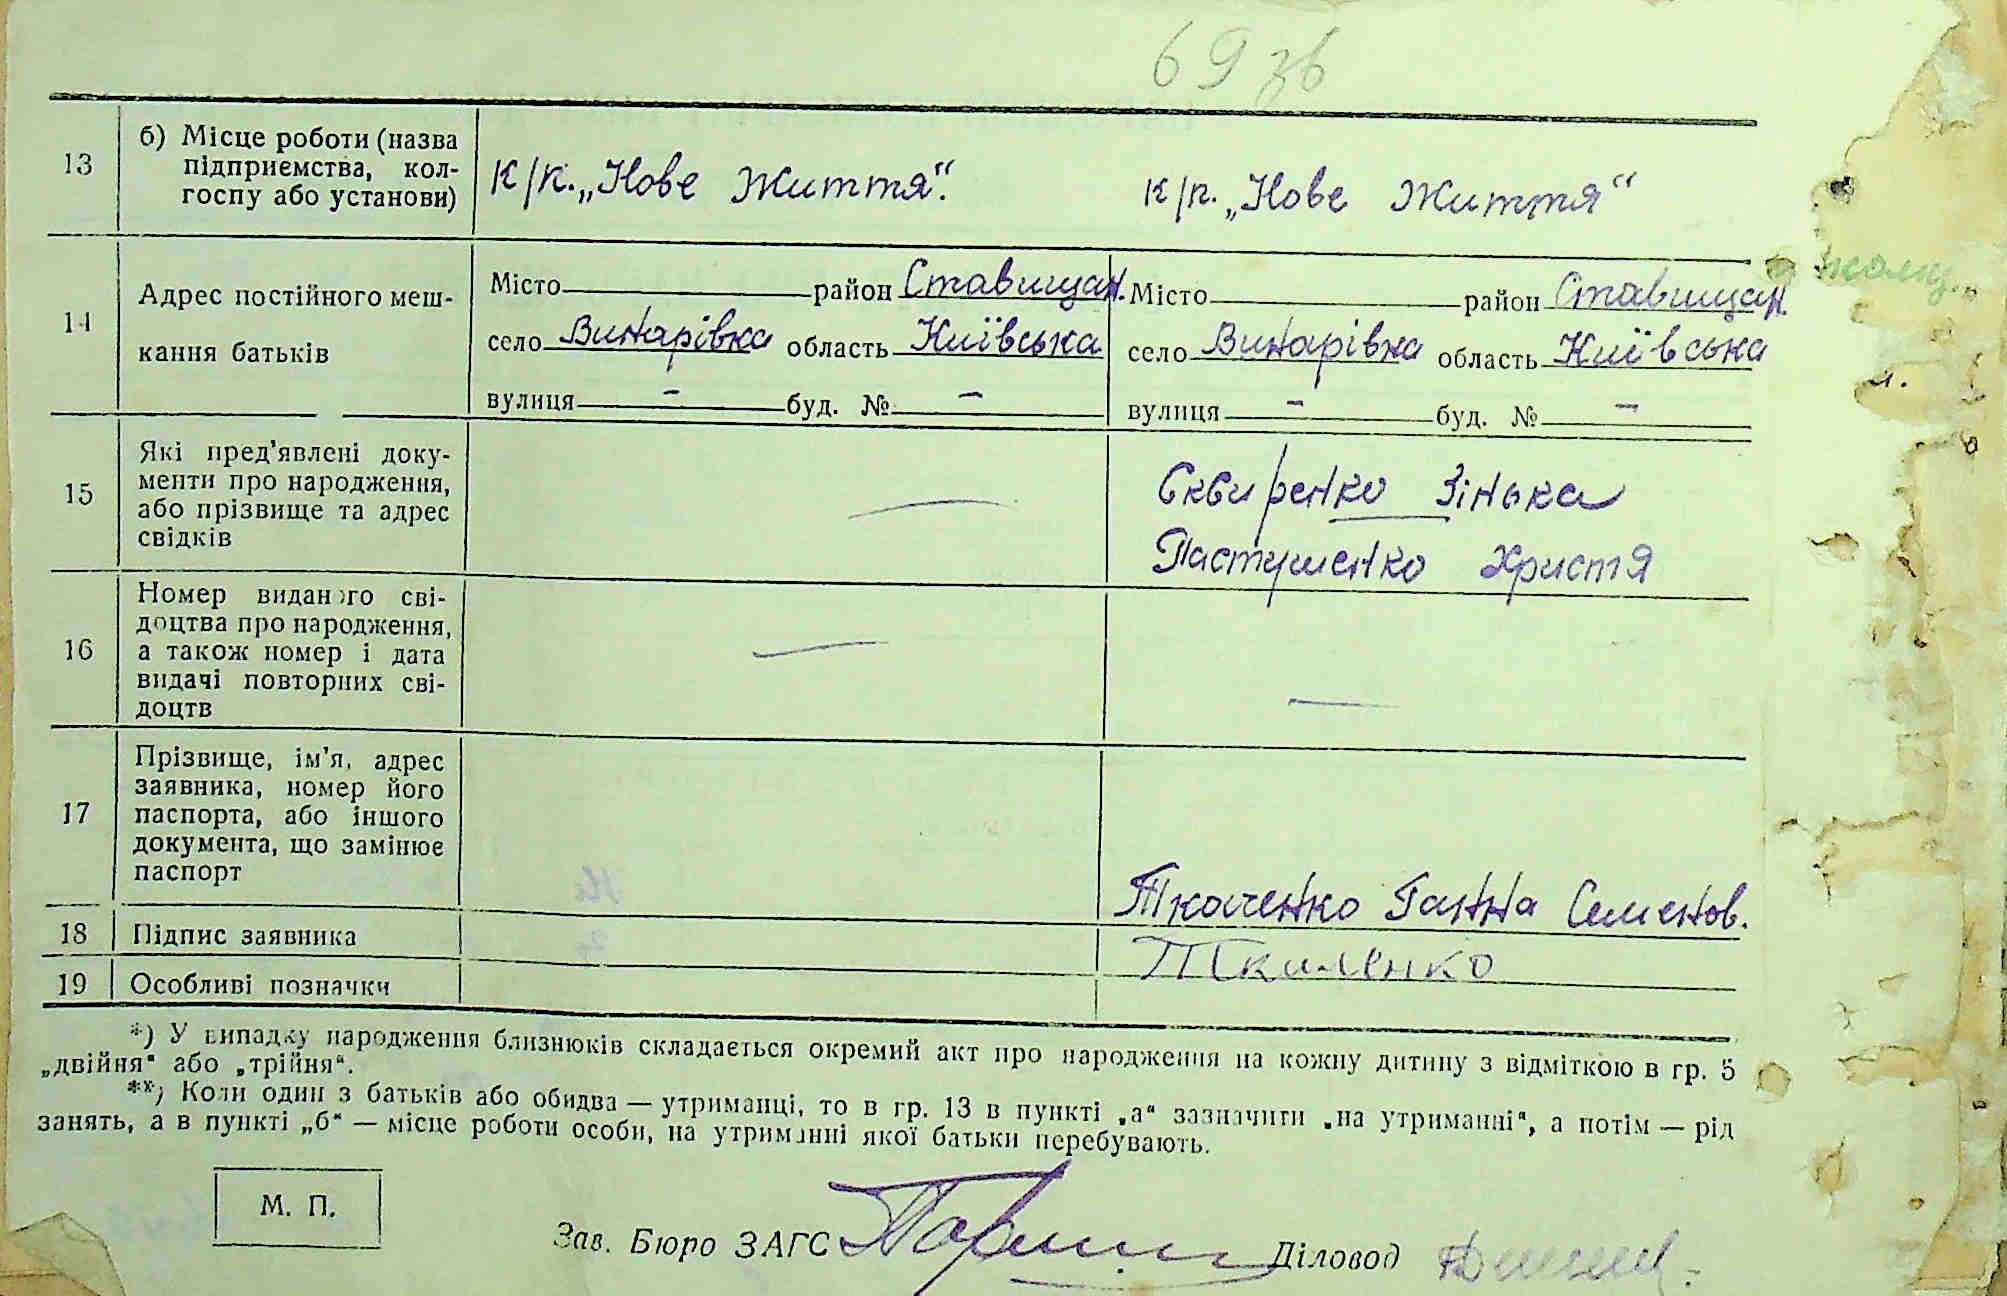 69 зв
13 б) Місце роботи (назва підприємства, колгоспу або установи) к/к. „Нове Життя“. к/к. „Нове Життя“
14 Адрес постійного мешкання батьків
Місто район Ставищан. Місто район Ставищан.
село Винарівка область Київська село Винарівка область Київська
вулиця – буд. № – вулиця – буд. № –
15 Які пред’явлені документи про народження, або прізвище та адрес свідків — Сквиренко Зінька
Пастушенко Христя
16 Номер виданого свідоцтва про народження, а також номер і дата видачі повторних свідоцтв — —
17 Прізвище, ім’я, адрес заявника, номер його паспорта, або іншого документа, що замінює паспорт Ткаченко Ганна Семенов.
18 Підпис заявника Ткаченко
19 Особливі позначки
*) У випадку народження близнюків складається окремий акт про народження на кожну дитину з відміткою в гр. 5
„двійня“ або „трійня“.
**) Коли один з батьків або обидва — утриманці, то в гр. 13 в пункті „а“ зазначити „на утриманні“, а потім — рід
занять, а в пункті „б“ — місце роботи особи, на утриманні якої батьки перебувають.
М. П.
Зав. Бюро ЗАГС Діловод